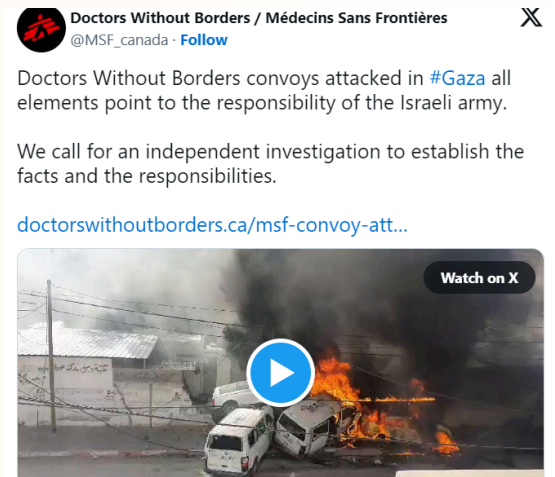 Doctors Without Borders / Médecins Sans Frontières
@MSF_canada · Follow
Doctors Without Borders convoys attacked in #Gaza all
elements point to the responsibility of the Israeli army.
We call for an independent investigation to establish the
facts and the responsibilities.
doctorswithoutborders.ca/msf-convoy-att...
Watch on X